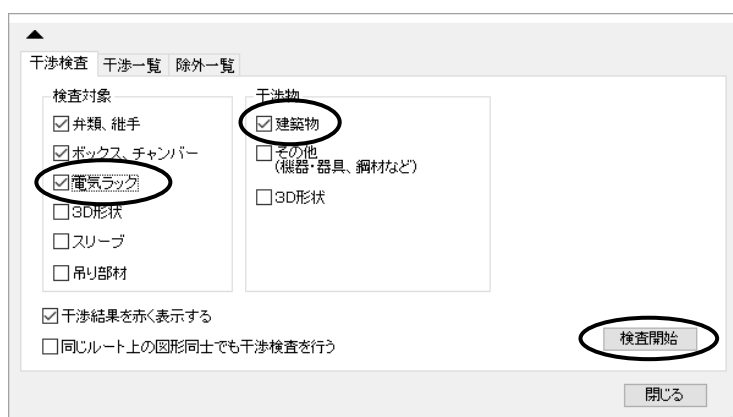 干渉検査 干渉一覧 除外一覧
検査対象
弁類、継手
ボックス、チャンバー
電気ラック
3D形状
スリーブ
吊り部材
干渉物
建築物
その他
(機器・器具、鋼材など)
3D形状
干渉結果を赤く表示する
同じルート上の図形同士でも干渉検査を行う
検査開始
閉じる